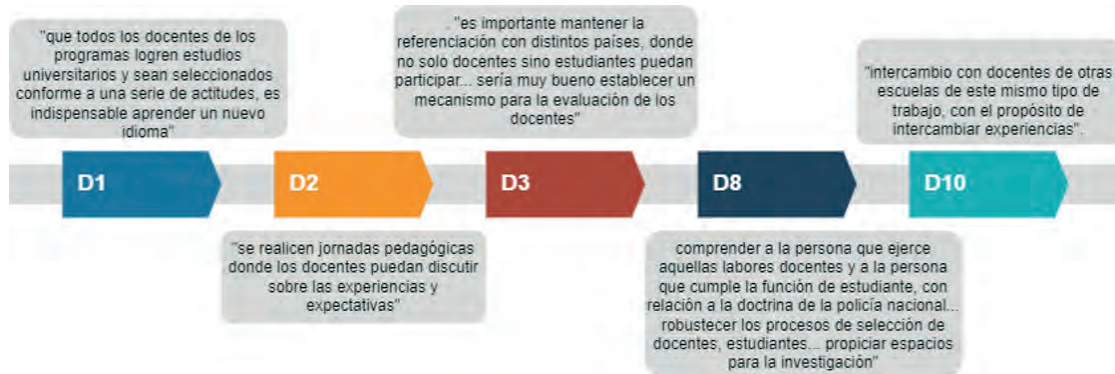 "que todos los docentes de los
programas logren estudios
universitarios y sean seleccionados
conforme a una serie de actitudes, es
indispensable aprender un nuevo
idioma"
. "es importante mantener la
referenciación con distintos países, donde
no solo docentes sino estudiantes puedan
participar... sería muy bueno establecer un
mecanismo para la evaluación de los
docentes"
"intercambio con docentes de otras
escuelas de este mismo tipo de
trabajo, con el propósito de
intercambiar experiencias".
D1
D2
D3
D8
D10
"se realicen jornadas pedagógicas
donde los docentes puedan discutir
sobre las experiencias y
expectativas"
comprender a la persona que ejerce
aquellas labores docentes y a la persona
que cumple la función de estudiante, con
relación a la doctrina de la policía nacional...
robustecer los procesos de selección de
docentes, estudiantes... propiciar espacios
para la investigación"